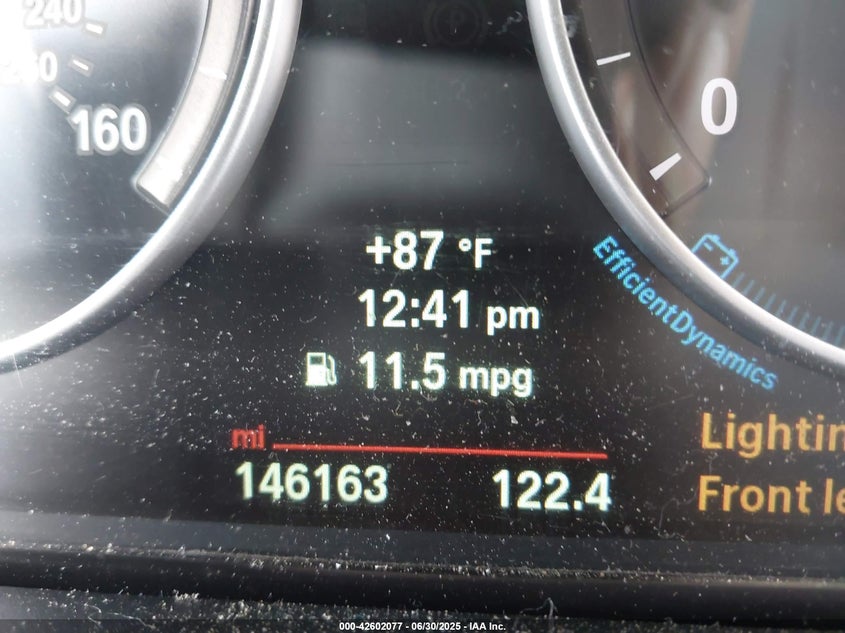 240
260
160
0
+87 °F
12:41 pm
11.5 mpg
EfficientDynamics
mi
146163 122.4
Lightin
Front le
000-42602077 - 06/30/2025 - IAA Inc.